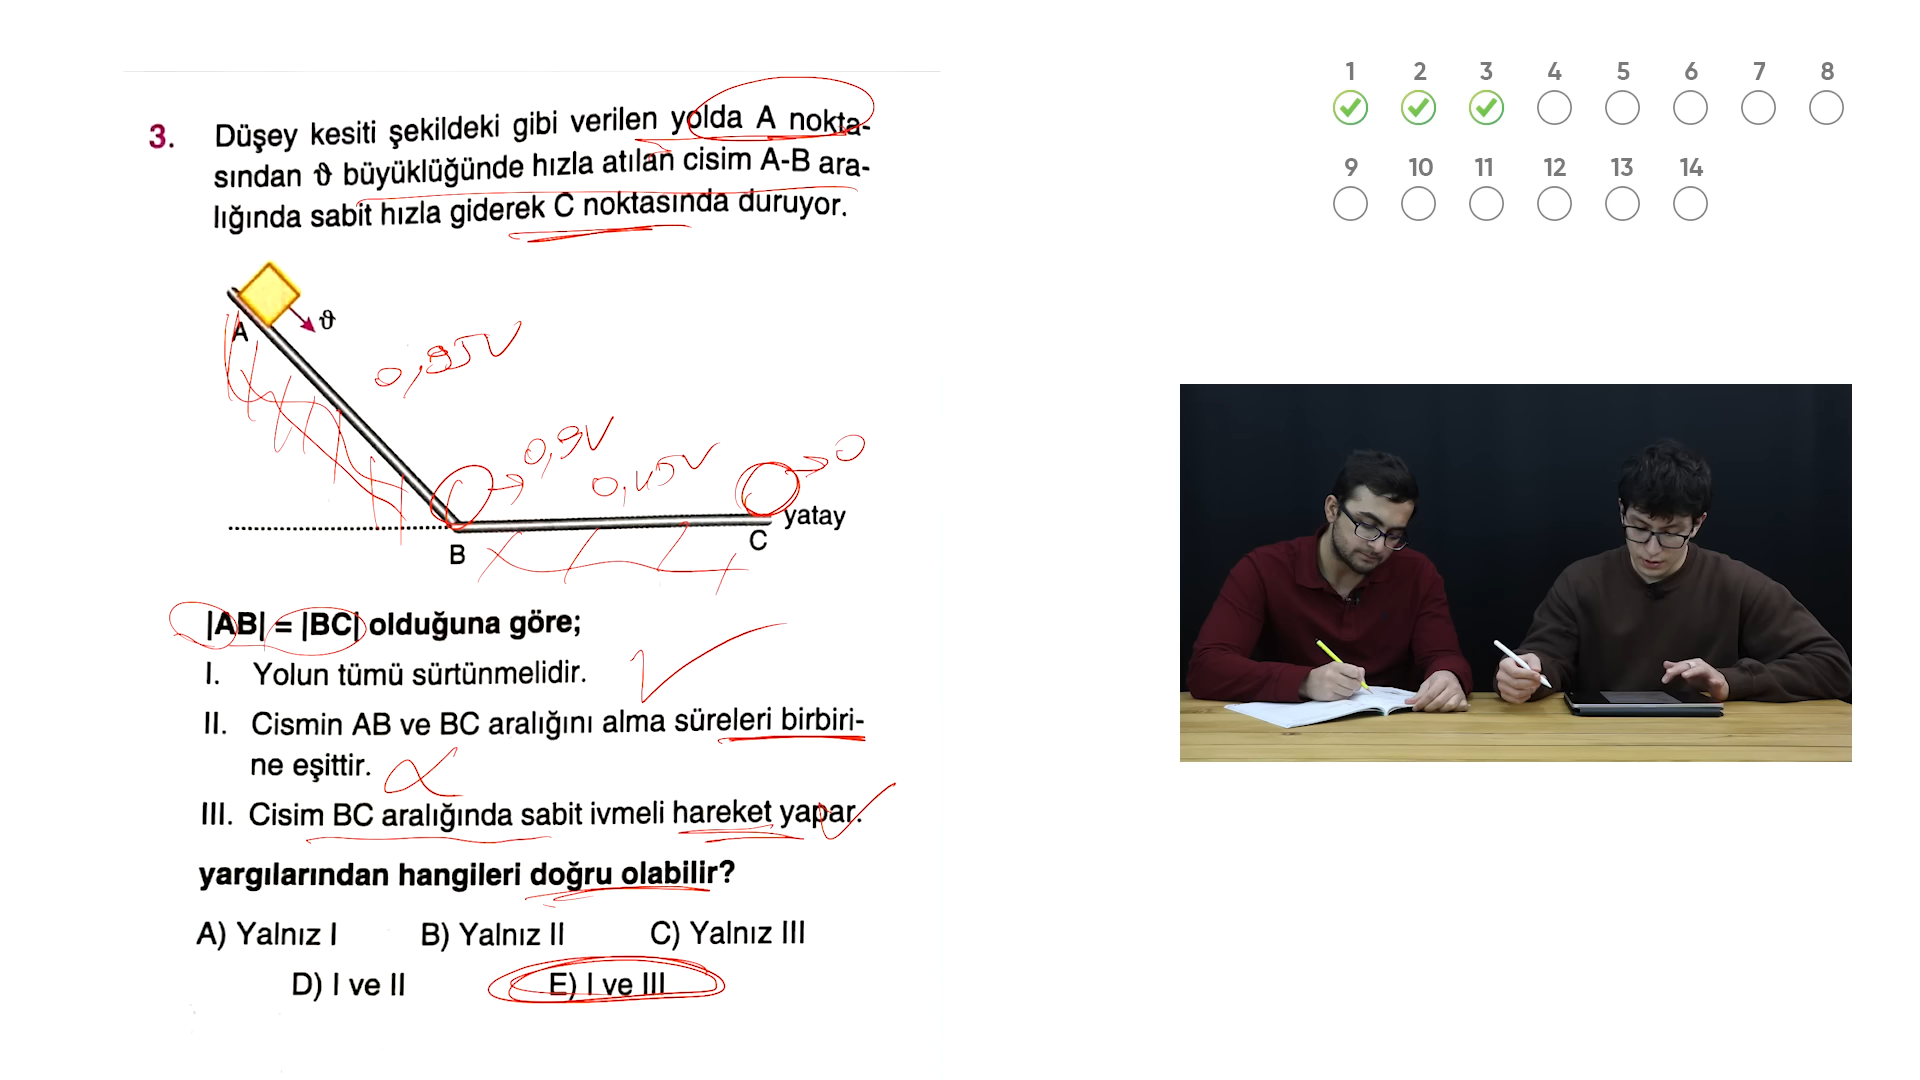 3. Düşey kesiti şekildeki gibi verilen yolda A nokta-
sından ϑ büyüklüğünde hızla atılan cisim A-B ara-
lığında sabit hızla giderek C noktasında duruyor.
A
ϑ
0,95V
0,9V
0,45V
0
yatay
B
C
|AB| = |BC| olduğuna göre;
I. Yolun tümü sürtünmelidir.
II. Cismin AB ve BC aralığını alma süreleri birbiri-
ne eşittir.
III. Cisim BC aralığında sabit ivmeli hareket yapar.
yargılarından hangileri doğru olabilir?
A) Yalnız I B) Yalnız II C) Yalnız III
D) I ve II E) I ve III
1 2 3 4 5 6 7 8
9 10 11 12 13 14